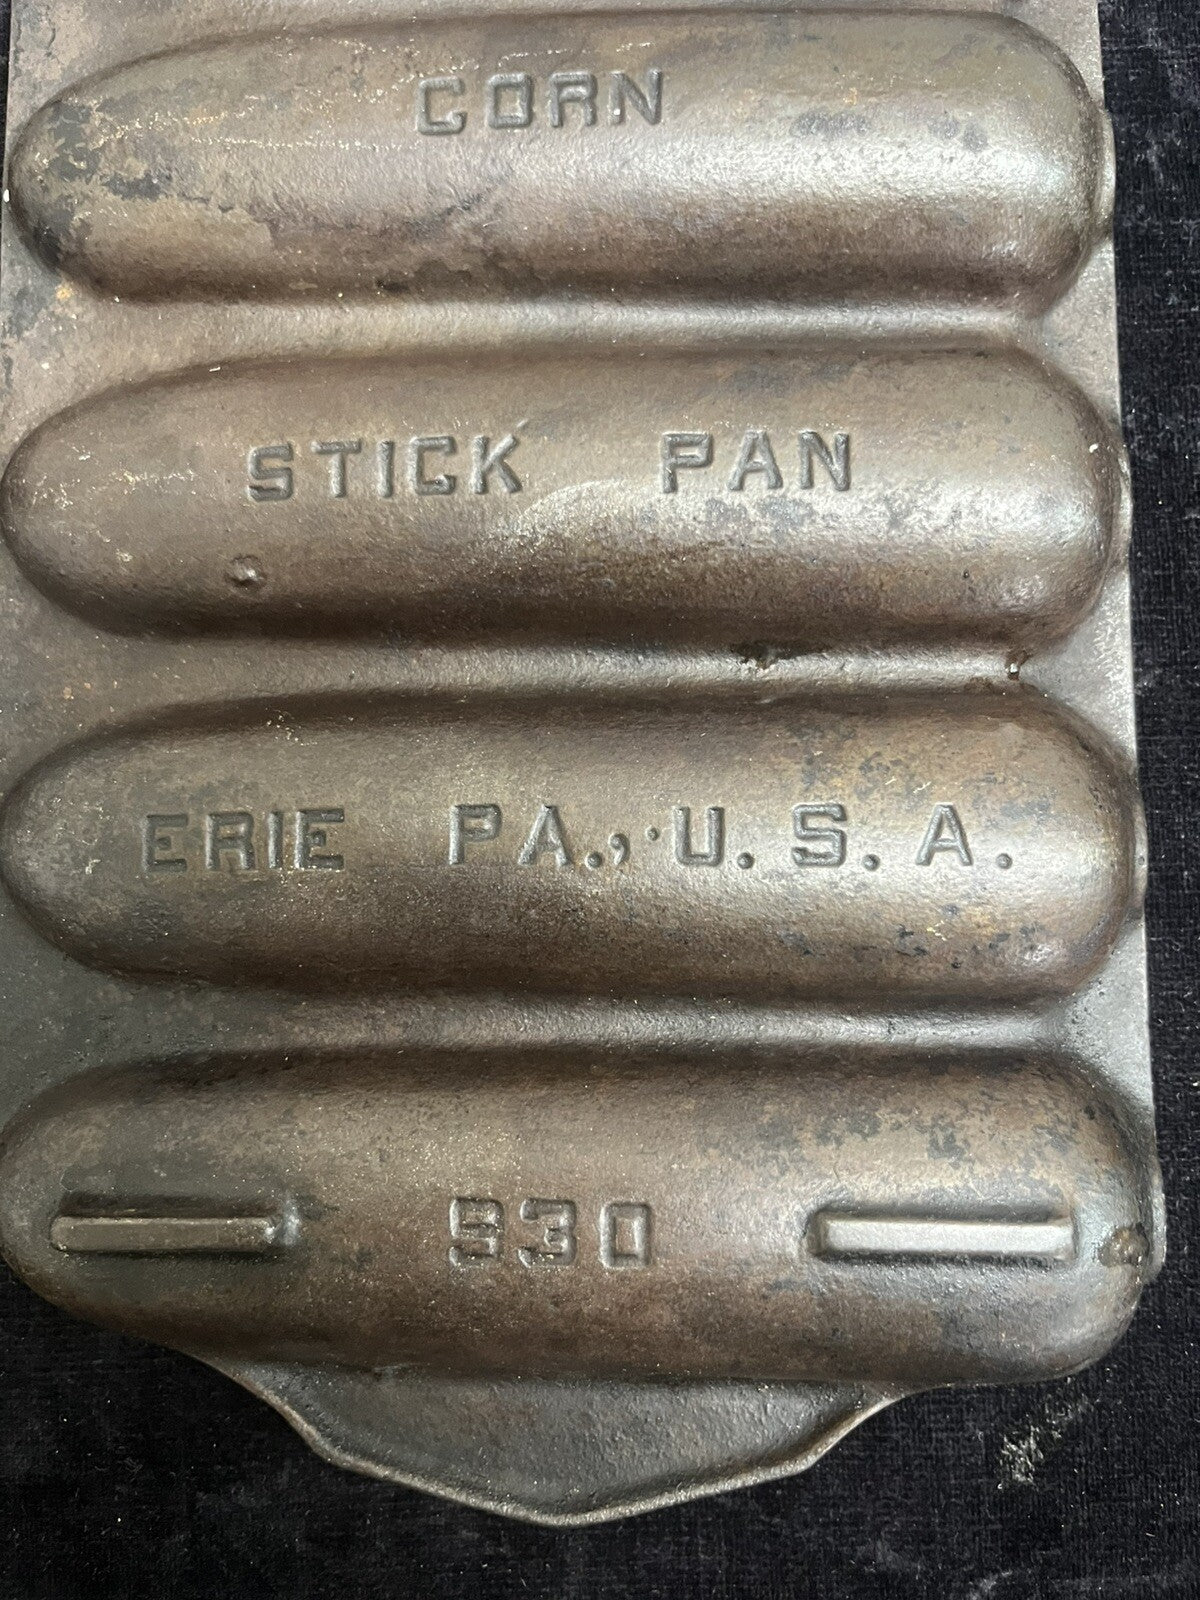 CORN
STICK PAN
ERIE PA., U.S.A.
930